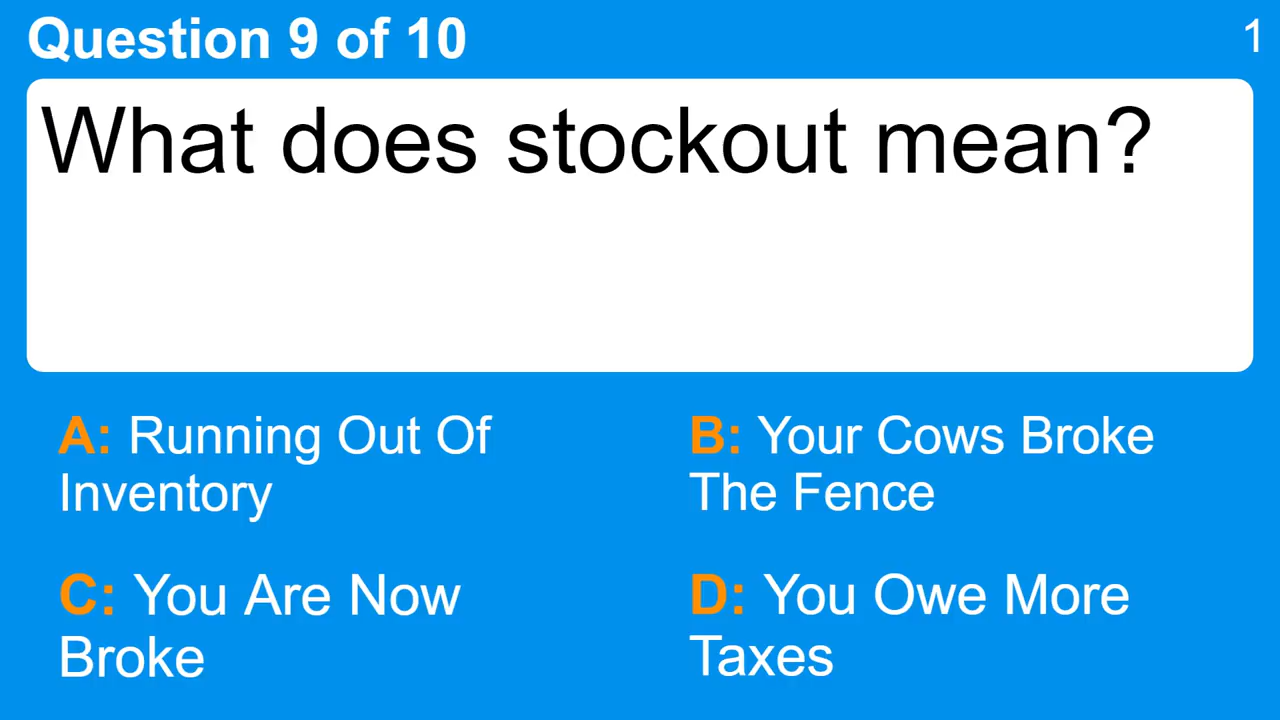 Question 9 of 10
1
What does stockout mean?
A: Running Out Of
Inventory
B: Your Cows Broke
The Fence
C: You Are Now
Broke
D: You Owe More
Taxes